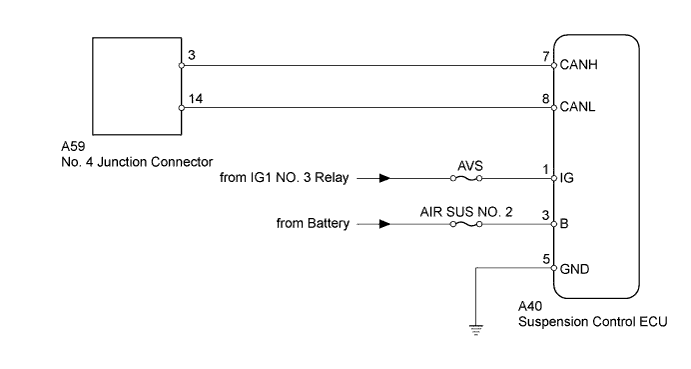 3
7
CANH
14
8
CANL
A59
No. 4 Junction Connector
AVS
from IG1 NO. 3 Relay
1
IG
AIR SUS NO. 2
from Battery
3
B
5
GND
A40
Suspension Control ECU